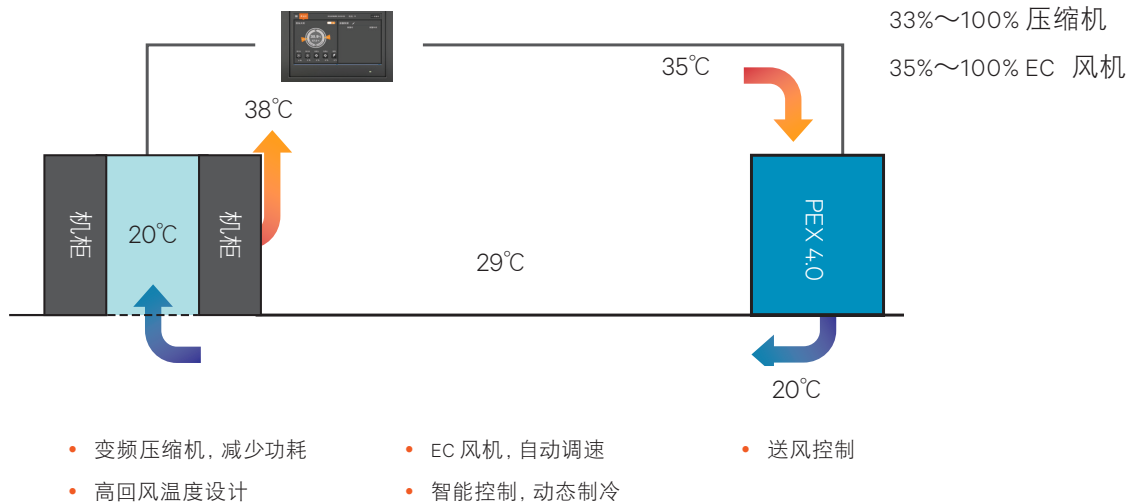 33%～100% 压缩机
35%～100% EC 风机
35℃
38℃
机柜
20℃
机柜
29℃
PEX 4.0
20℃
• 变频压缩机, 减少功耗
• EC 风机, 自动调速
• 送风控制
• 高回风温度设计
• 智能控制, 动态制冷